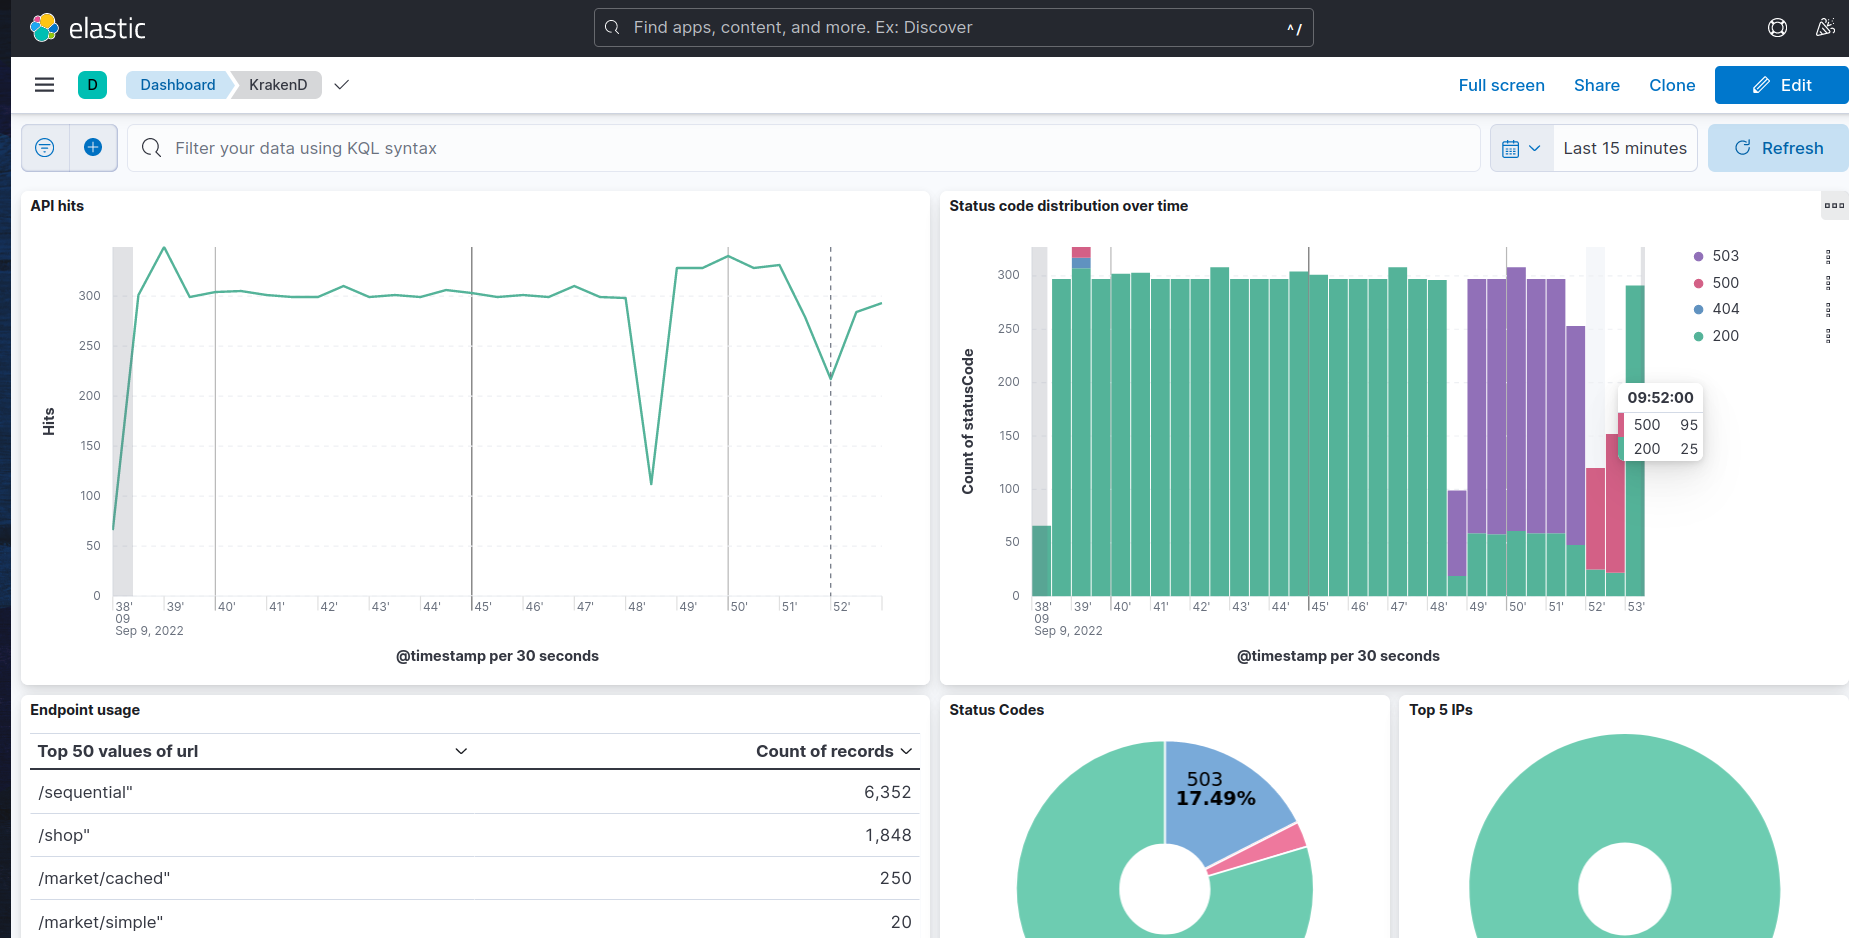 elastic
Find apps, content, and more. Ex: Discover
^/
D
Dashboard
KrakenD
Full screen
Share
Clone
Edit
Filter your data using KQL syntax
Last 15 minutes
Refresh
API hits
Hits
300
250
200
150
100
50
0
38' 39' 40' 41' 42' 43' 44' 45' 46' 47' 48' 49' 50' 51' 52'
09
Sep 9, 2022
@timestamp per 30 seconds
Status code distribution over time
Count of statusCode
300
250
200
150
100
50
0
38' 39' 40' 41' 42' 43' 44' 45' 46' 47' 48' 49' 50' 51' 52' 53'
09
Sep 9, 2022
@timestamp per 30 seconds
503
500
404
200
09:52:00
500 95
200 25
Endpoint usage
Top 50 values of url Count of records
/sequential" 6,352
/shop" 1,848
/market/cached" 250
/market/simple" 20
Status Codes
503
17.49%
Top 5 IPs